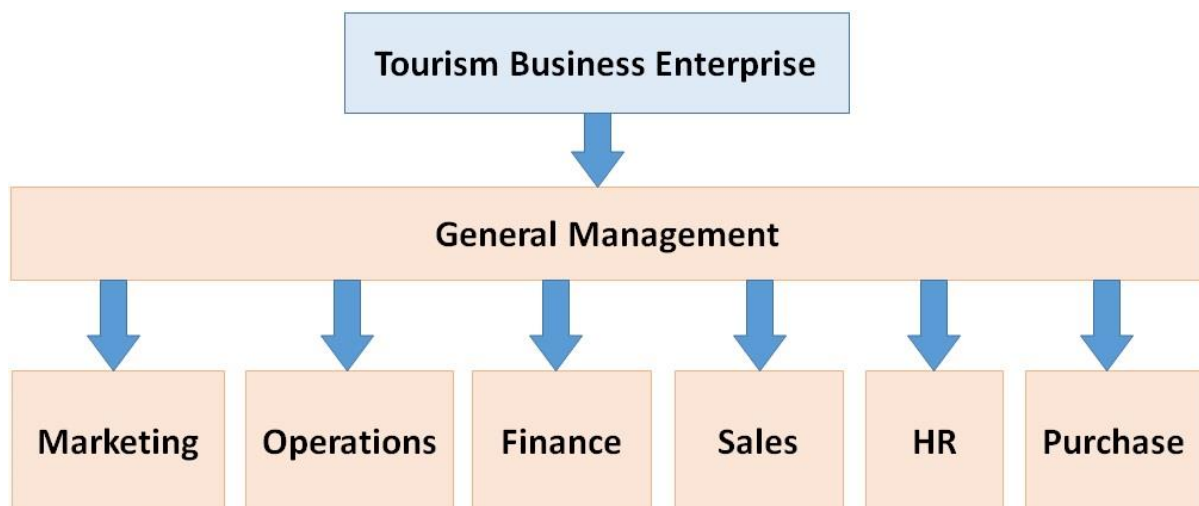 Tourism Business Enterprise
General Management
Marketing
Operations
Finance
Sales
HR
Purchase